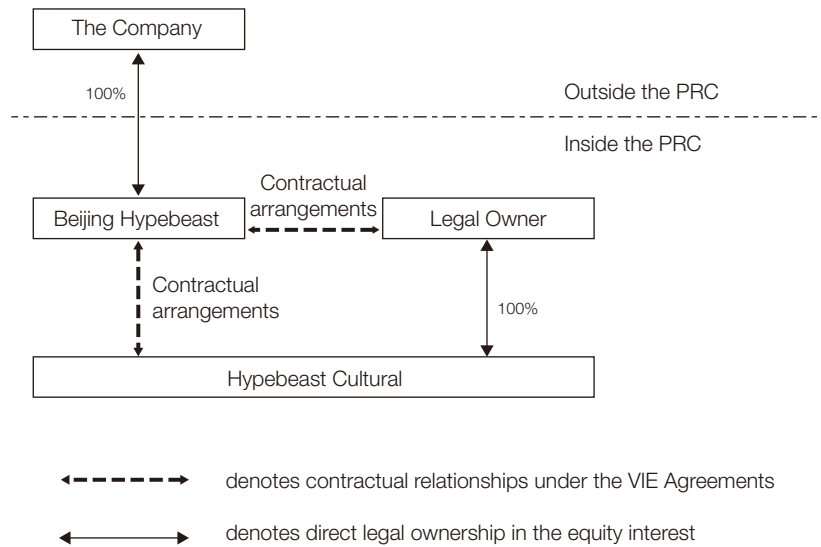 The Company
100%
Outside the PRC
Inside the PRC
Contractual
arrangements
Beijing Hypebeast
Legal Owner
Contractual
arrangements
100%
Hypebeast Cultural
denotes contractual relationships under the VIE Agreements
denotes direct legal ownership in the equity interest